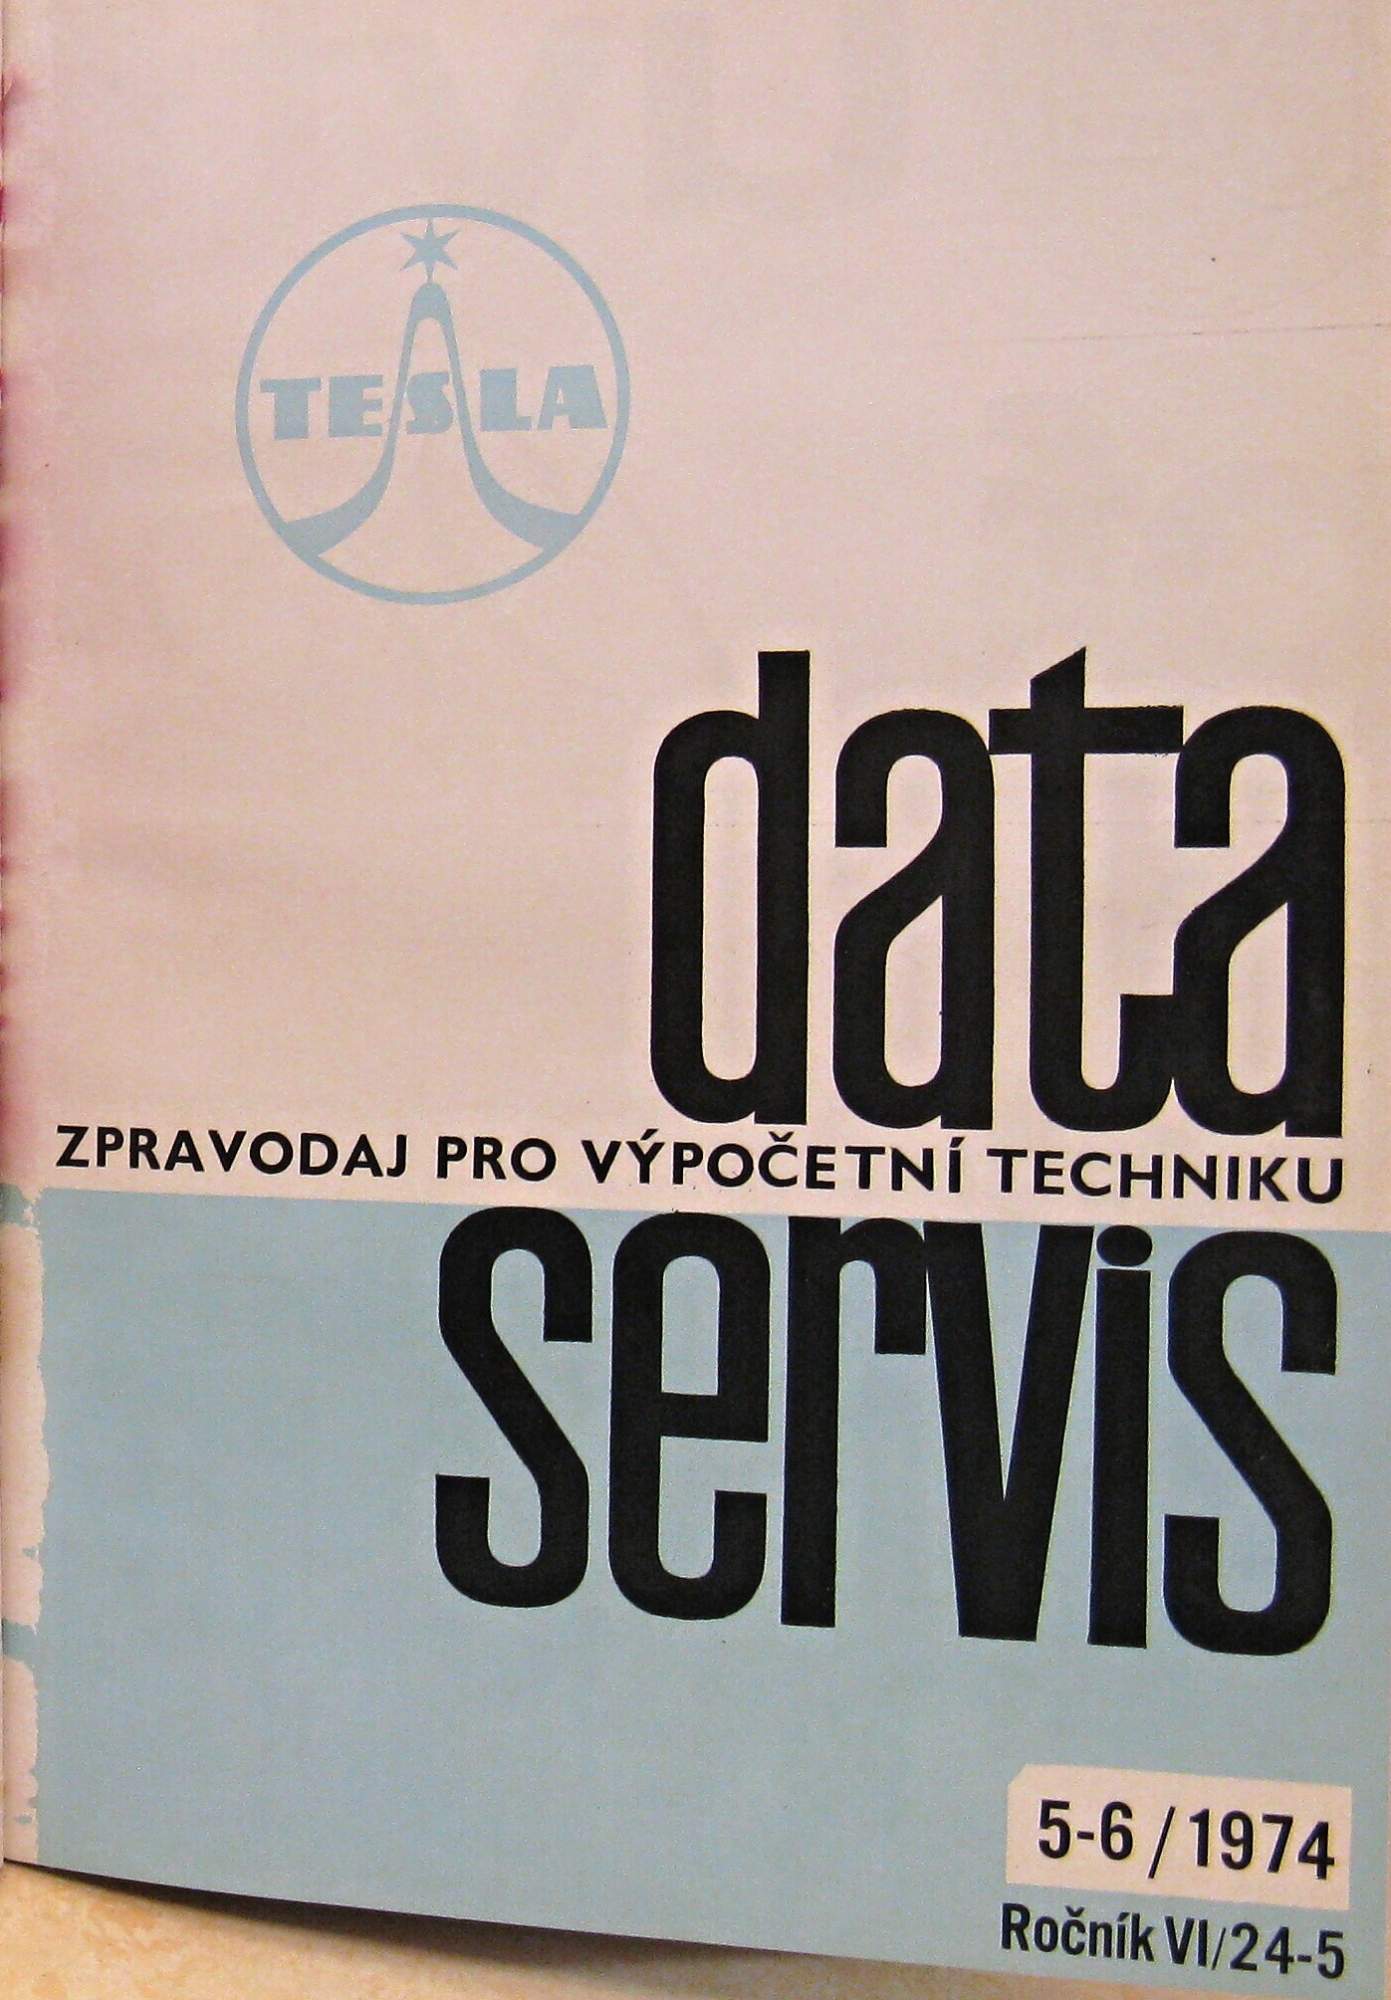 TESLA
data
ZPRAVODAJ PRO VÝPOČETNÍ TECHNIKU
servis
5-6 / 1974
Ročník VI/24-5